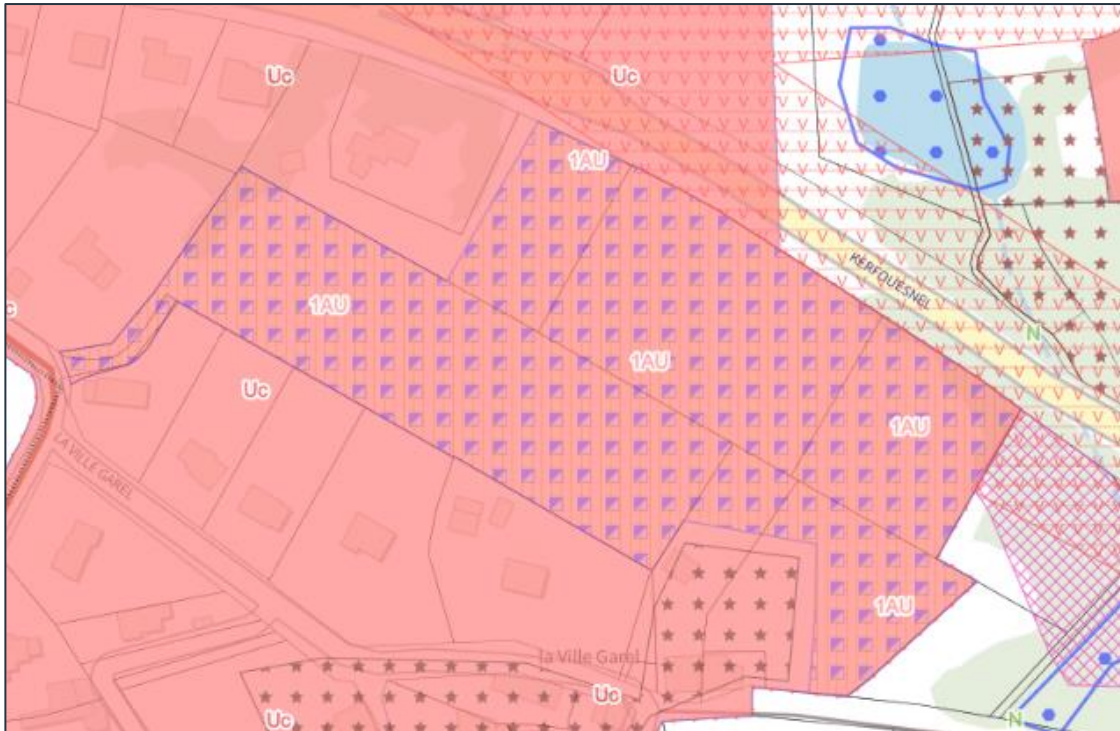 Uc
Uc
1AU
1AU
KERFOUESNEL
N
1AU
c
Uc
1AU
LA VILLE GAREL
1AU
la Ville Garel
Uc
Uc
N